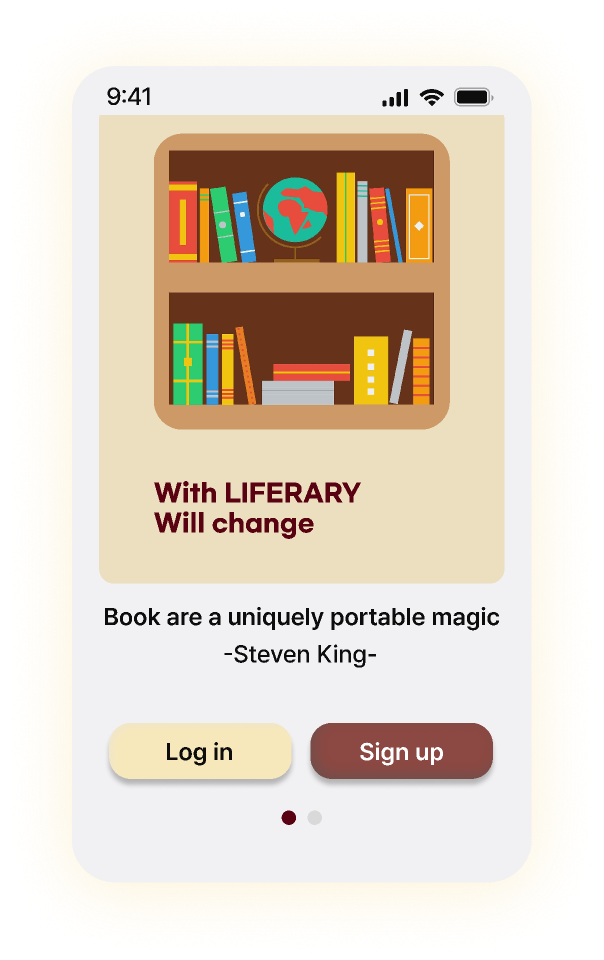 9:41
With LIFERARY
Will change
Book are a uniquely portable magic
-Steven King-
Log in
Sign up